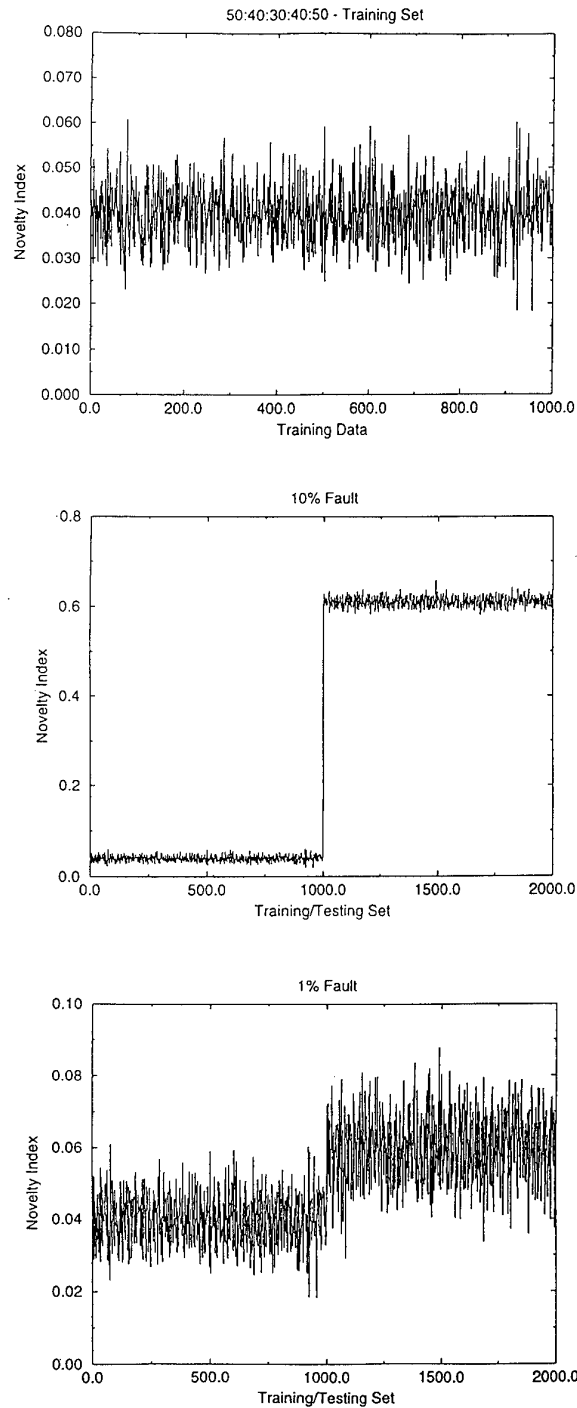 50:40:30:40:50 - Training Set
0.080
0.070
0.060
0.050
0.040
0.030
0.020
0.010
0.000
Novelty Index
0.0 200.0 400.0 600.0 800.0 1000.0
Training Data
10% Fault
0.8
0.6
0.4
0.2
0.0
Novelty Index
0.0 500.0 1000.0 1500.0 2000.0
Training/Testing Set
1% Fault
0.10
0.08
0.06
0.04
0.02
0.00
Novelty Index
0.0 500.0 1000.0 1500.0 2000.0
Training/Testing Set